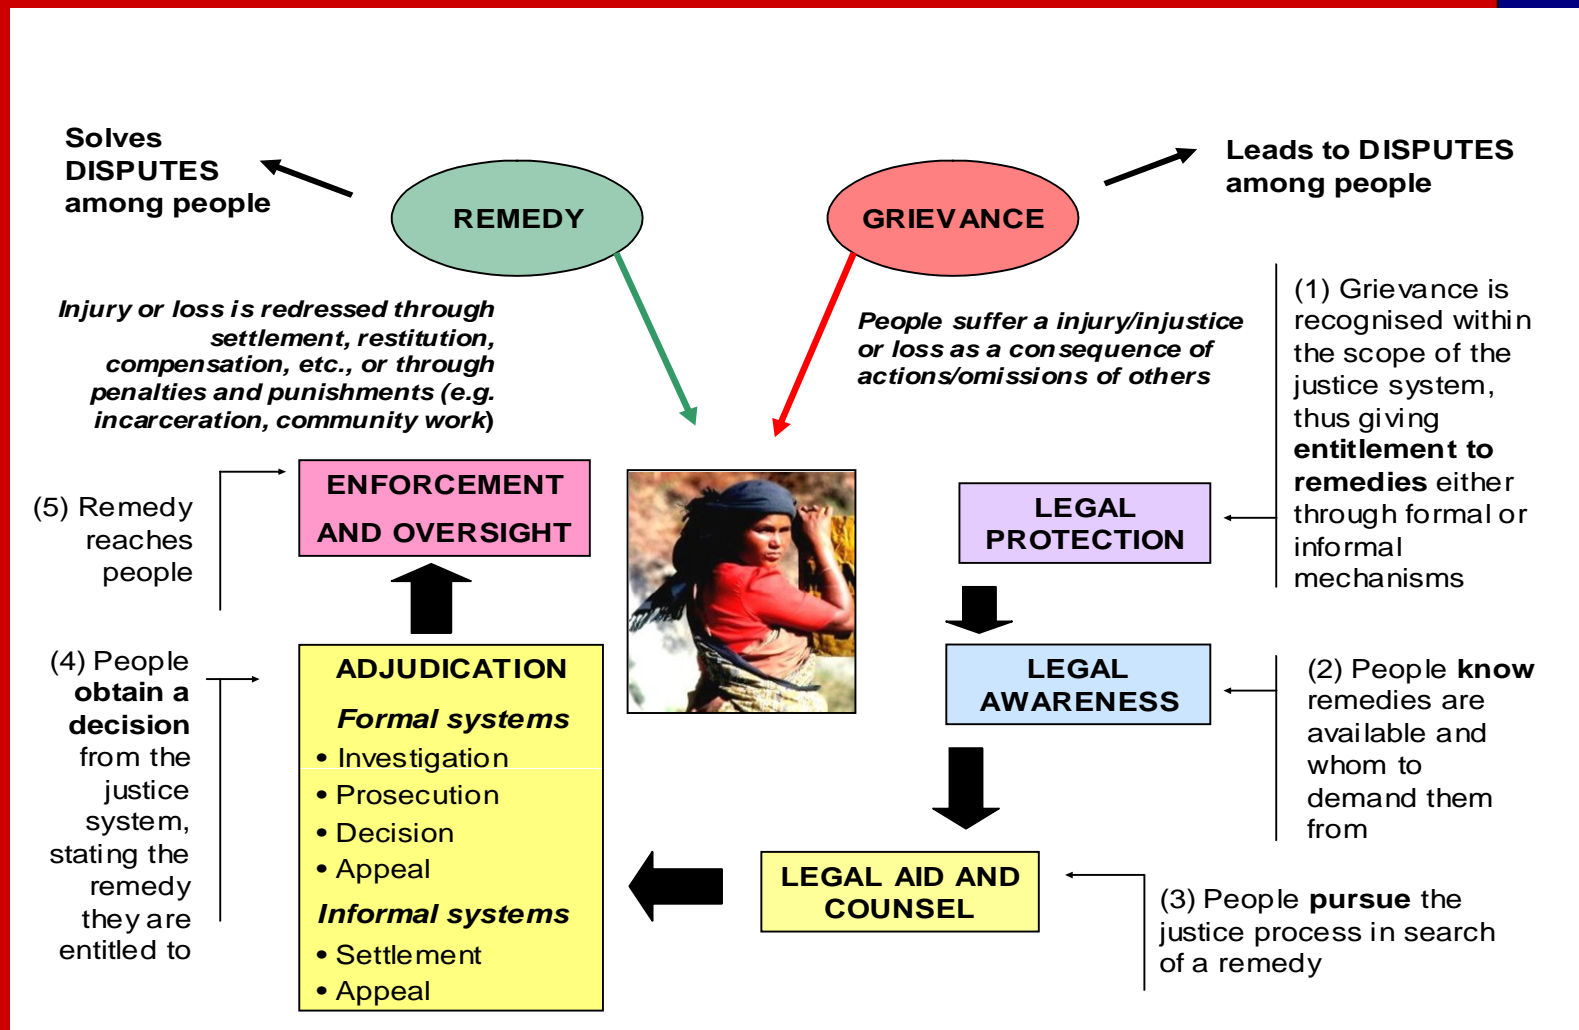 Solves
DISPUTES
among people
REMEDY
GRIEVANCE
Leads to DISPUTES
among people
Injury or loss is redressed through
settlement, restitution,
compensation, etc., or through
penalties and punishments (e.g.
incarceration, community work)
People suffer a injury/injustice
or loss as a consequence of
actions/omissions of others
(1) Grievance is
recognised within
the scope of the
justice system,
thus giving
entitlement to
remedies either
through formal or
informal
mechanisms
LEGAL
PROTECTION
LEGAL
AWARENESS
(2) People know
remedies are
available and
whom to
demand them
from
LEGAL AID AND
COUNSEL
(3) People pursue the
justice process in search
of a remedy
ADJUDICATION
Formal systems
• Investigation
• Prosecution
• Decision
• Appeal
Informal systems
• Settlement
• Appeal
(4) People
obtain a
decision
from the
justice
system,
stating the
remedy
they are
entitled to
ENFORCEMENT
AND OVERSIGHT
(5) Remedy
reaches
people